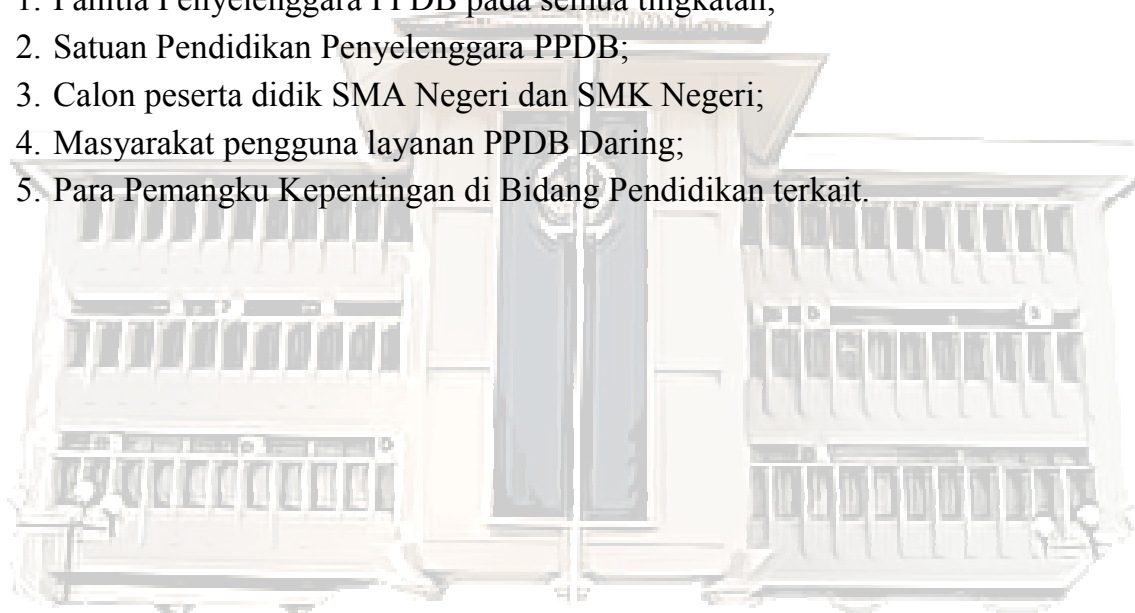 1. Panitia Penyelenggara PPDB pada semua tingkatan;
2. Satuan Pendidikan Penyelenggara PPDB;
3. Calon peserta didik SMA Negeri dan SMK Negeri;
4. Masyarakat pengguna layanan PPDB Daring;
5. Para Pemangku Kepentingan di Bidang Pendidikan terkait.